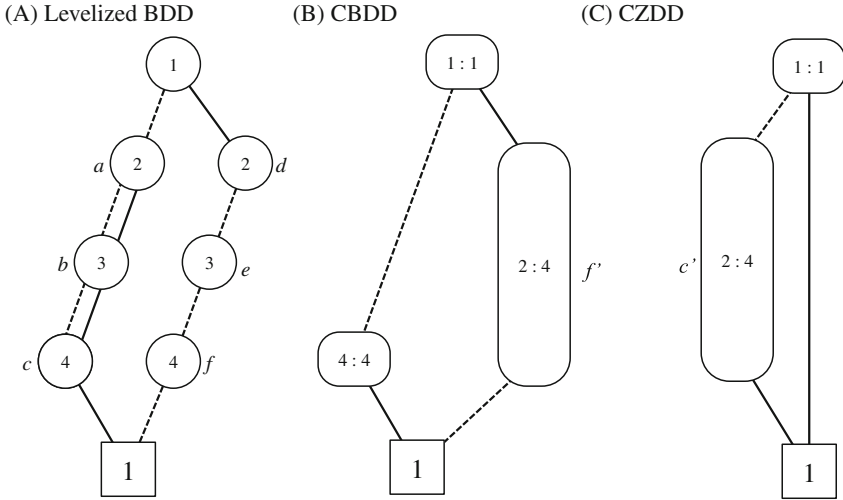 (A) Levelized BDD (B) CBDD (C) CZDD
1 1 : 1 1 : 1
a 2 2 d
b 3 3 e 2 : 4 f’ c’ 2 : 4
c 4 4 f 4 : 4
1 1 1